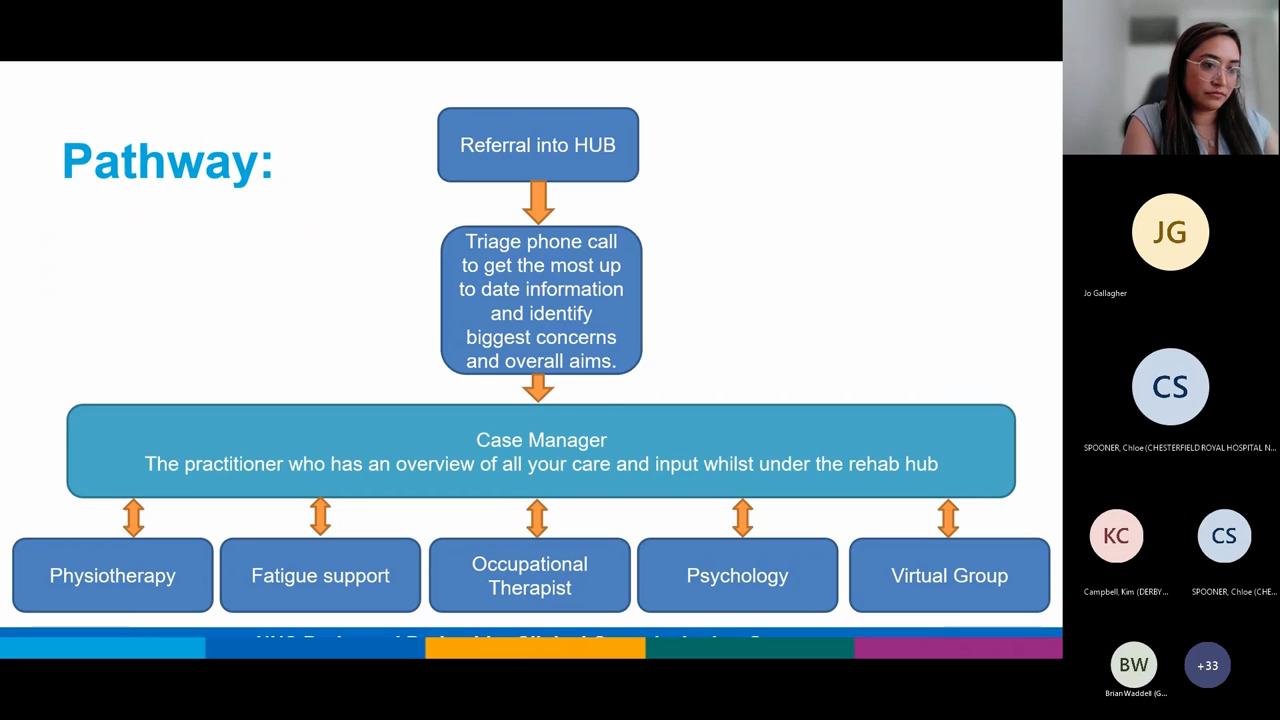 Pathway:
Referral into HUB
Triage phone call
to get the most up
to date information
and identify
biggest concerns
and overall aims.
Case Manager
The practitioner who has an overview of all your care and input whilst under the rehab hub
Physiotherapy
Fatigue support
Occupational
Therapist
Psychology
Virtual Group
JG
Jo Gallagher
CS
SPOONER, Chloe (CHESTERFIELD ROYAL HOSPITAL N...
KC
CS
Campbell, Kim (DERBY...
SPOONER, Chloe (CHE...
BW
+33
Brian Waddell (G...